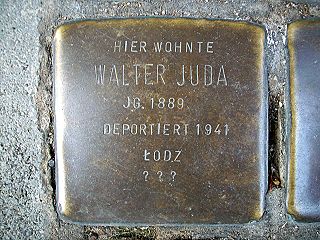 HIER WOHNTE
WALTER JUDA
JG. 1889
DEPORTIERT 1941
ŁODZ
? ? ?